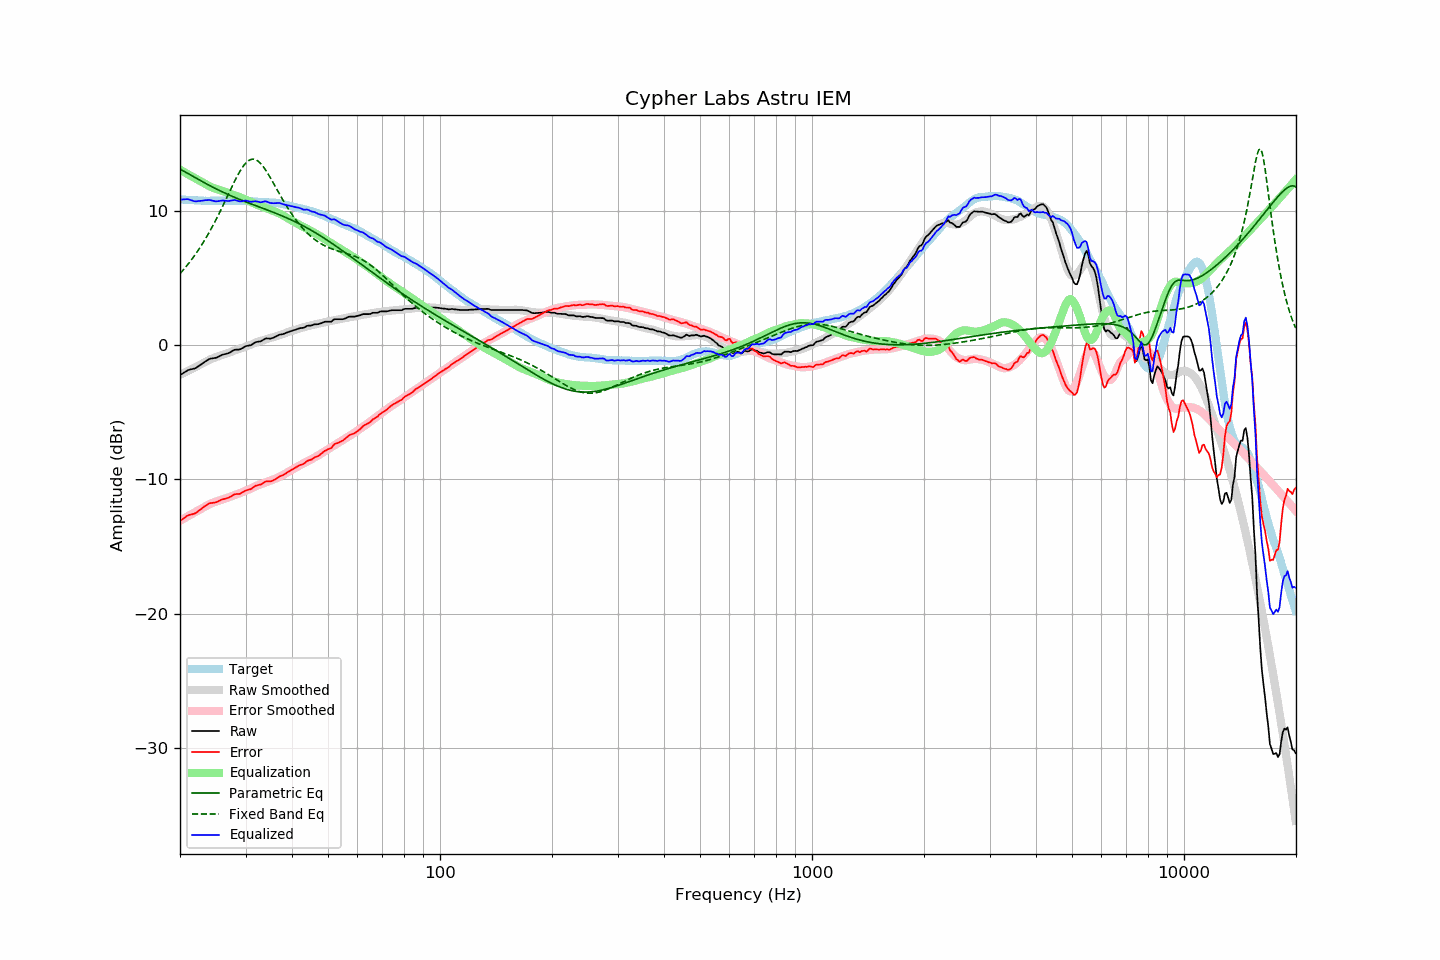 Cypher Labs Astru IEM
Amplitude (dBr)
10
0
−10
−20
−30
Target
Raw Smoothed
Error Smoothed
Raw
Error
Equalization
Parametric Eq
Fixed Band Eq
Equalized
100
1000
10000
Frequency (Hz)